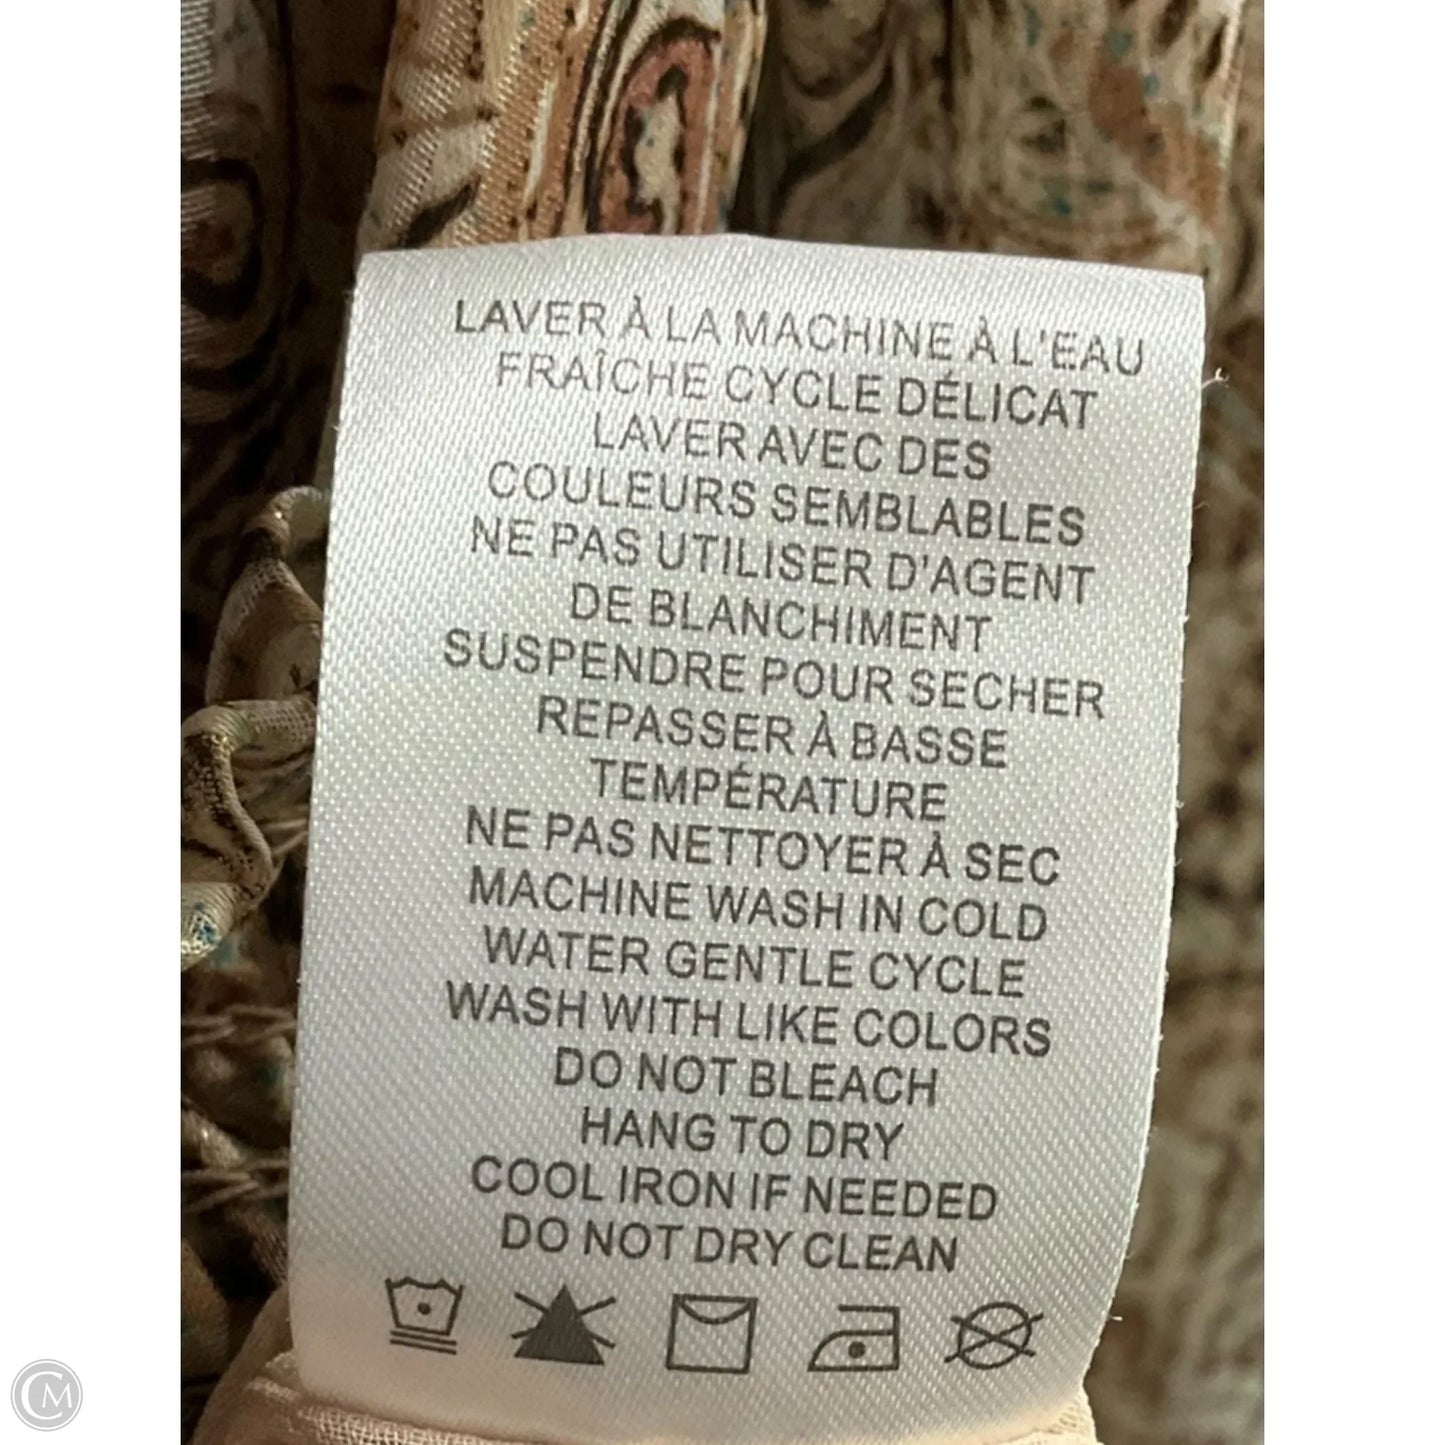 LAVER À LA MACHINE À L'EAU
FRAÎCHE CYCLE DÉLICAT
LAVER AVEC DES
COULEURS SEMBLABLES
NE PAS UTILISER D'AGENT
DE BLANCHIMENT
SUSPENDRE POUR SECHER
REPASSER À BASSE
TEMPÉRATURE
NE PAS NETTOYER À SEC
MACHINE WASH IN COLD
WATER GENTLE CYCLE
WASH WITH LIKE COLORS
DO NOT BLEACH
HANG TO DRY
COOL IRON IF NEEDED
DO NOT DRY CLEAN
CM